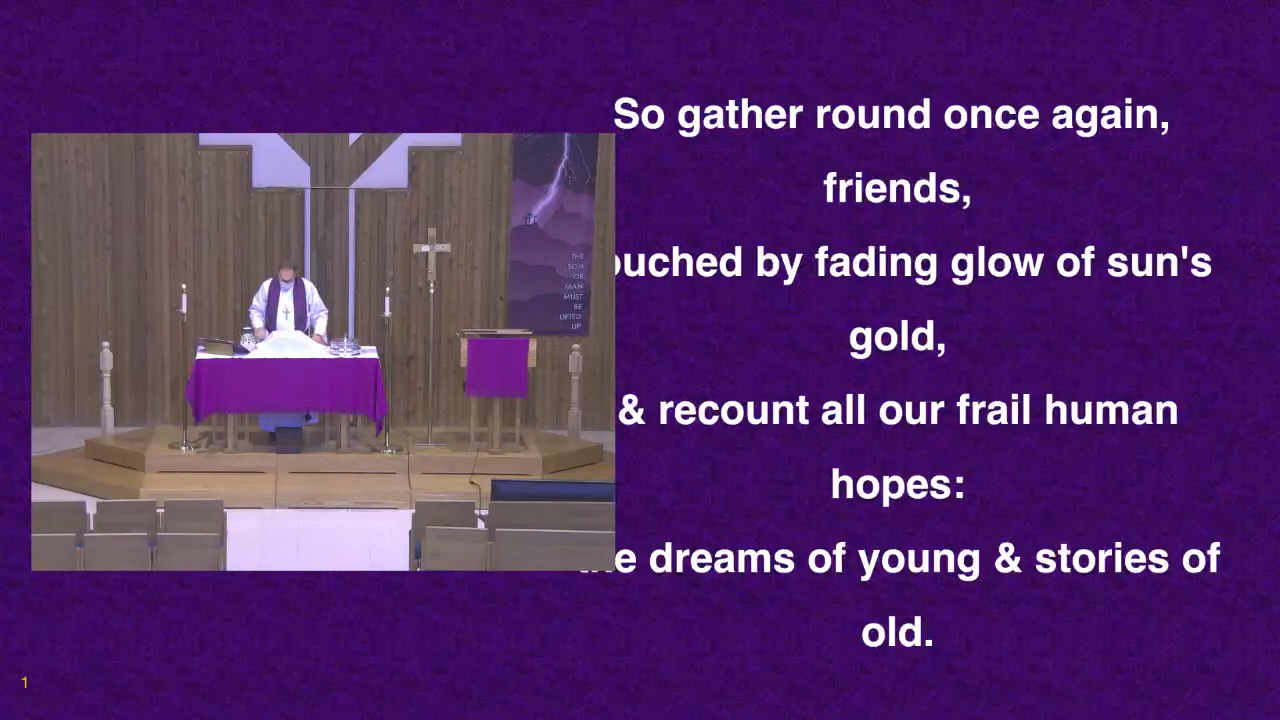 So gather round once again,
friends,
ouched by fading glow of sun's
gold,
& recount all our frail human
hopes:
e dreams of young & stories of
old.
THE
SON
OF
MAN
MUST
BE
LIFTED
UP
1